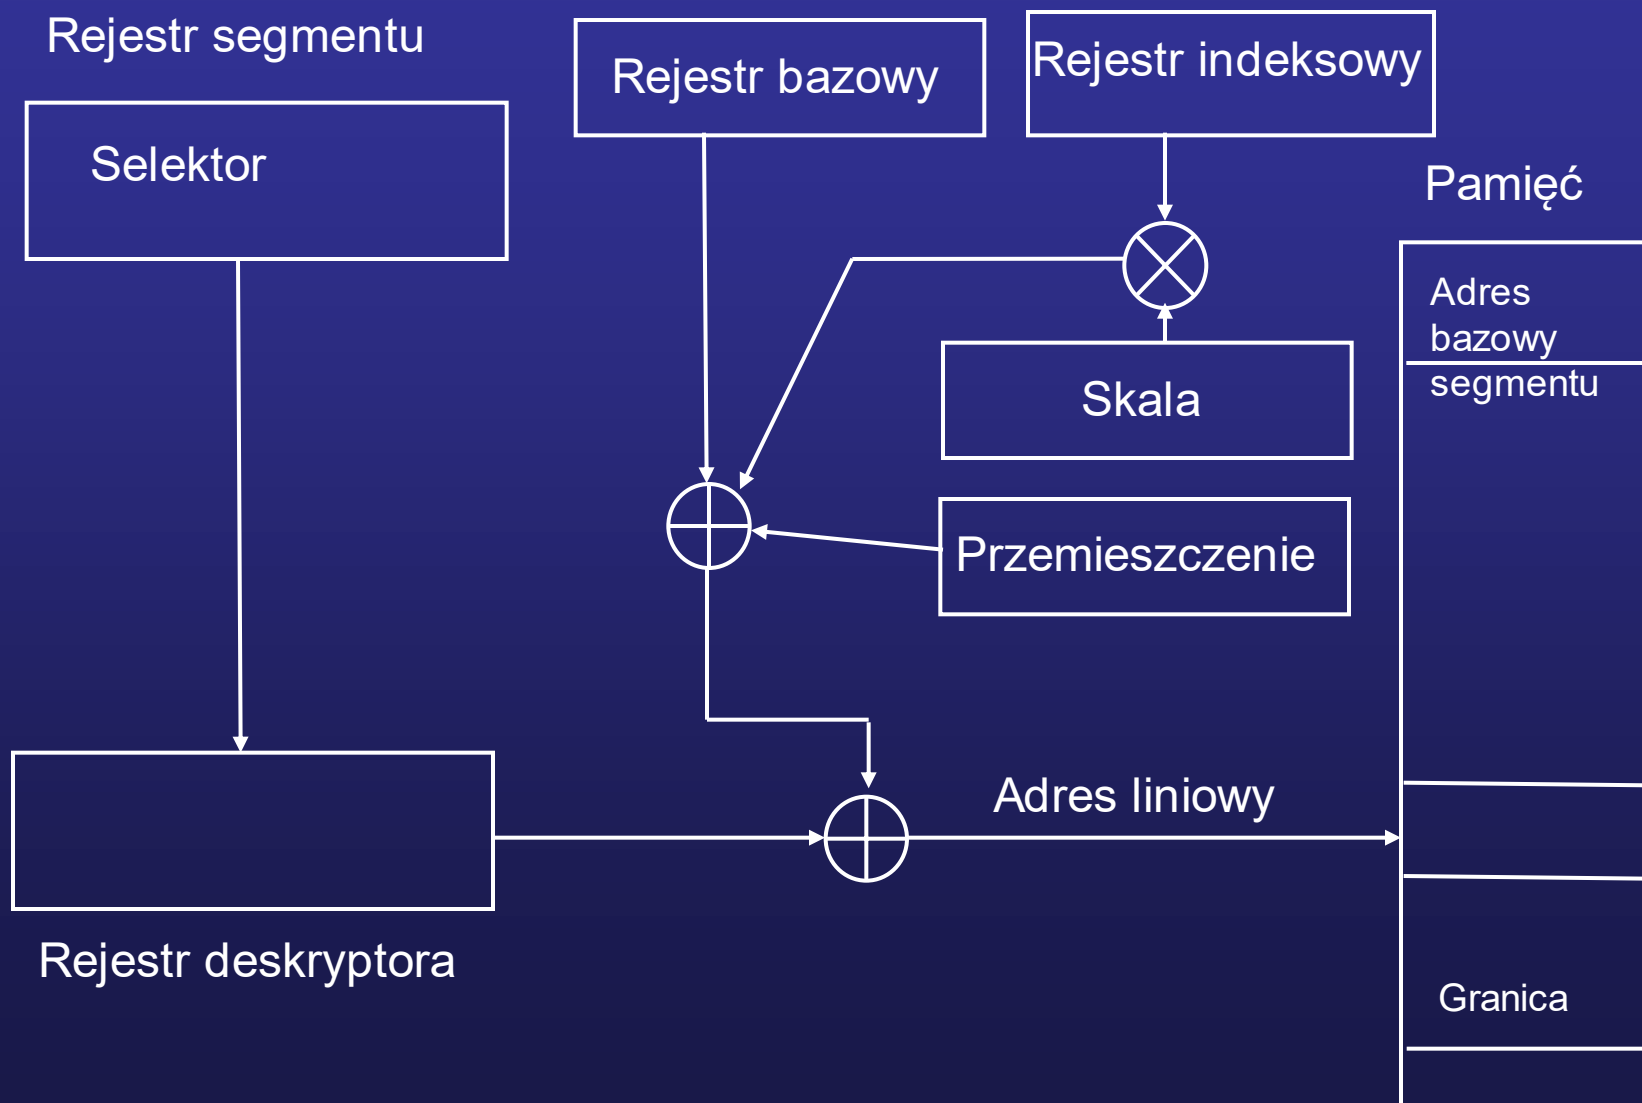 Rejestr segmentu
Rejestr bazowy
Rejestr indeksowy
Selektor
Pamięć
Adres
bazowy
segmentu
Skala
Przemieszczenie
Adres liniowy
Rejestr deskryptora
Granica